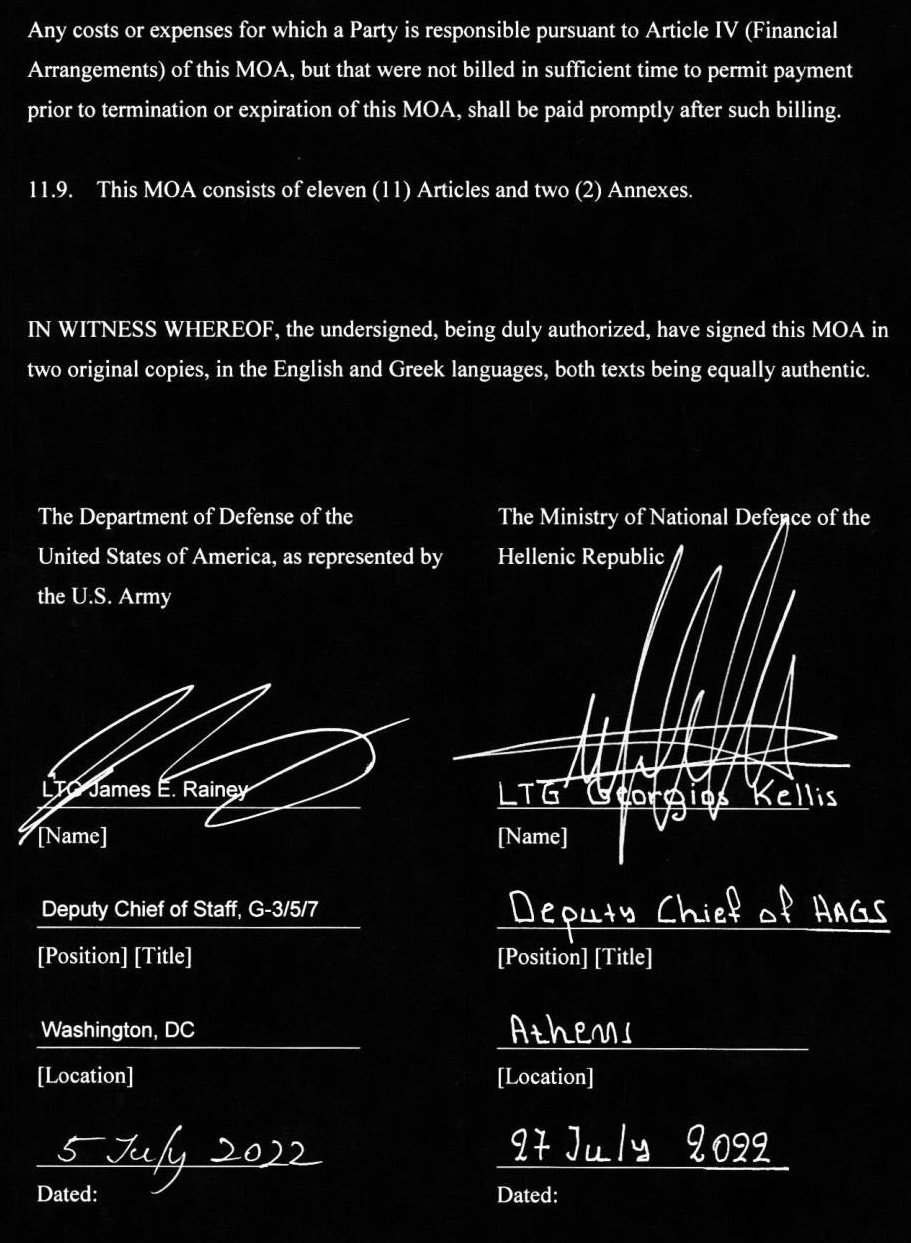 Any costs or expenses for which a Party is responsible pursuant to Article IV (Financial
Arrangements) of this MOA, but that were not billed in sufficient time to permit payment
prior to termination or expiration of this MOA, shall be paid promptly after such billing.
11.9. This MOA consists of eleven (11) Articles and two (2) Annexes.
IN WITNESS WHEREOF, the undersigned, being duly authorized, have signed this MOA in
two original copies, in the English and Greek languages, both texts being equally authentic.
The Department of Defense of the
United States of America, as represented by
the U.S. Army
LTG James E. Rainey
[Name]
Deputy Chief of Staff, G-3/5/7
[Position] [Title]
Washington, DC
[Location]
5 July 2022
Dated:
The Ministry of National Defence of the
Hellenic Republic
LTG Georgios Kellis
[Name]
Deputy Chief of HAGS
[Position] [Title]
Athens
[Location]
27 July 2022
Dated: